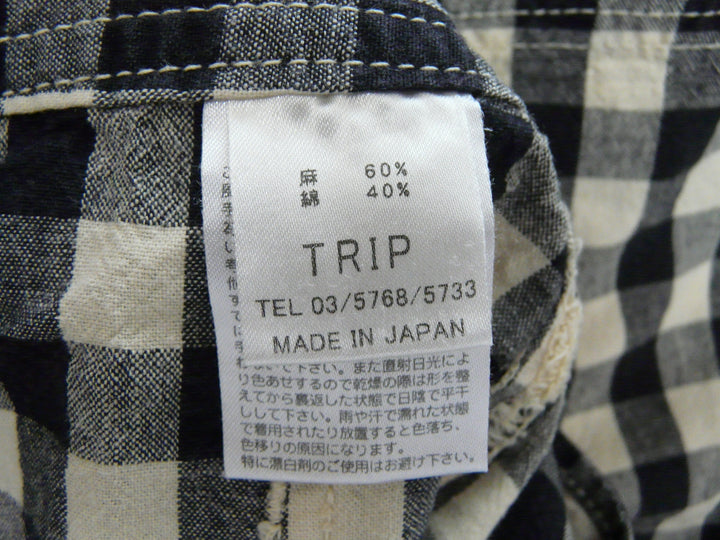 麻 60%
綿 40%
TRIP
TEL 03/5768/5733
MADE IN JAPAN
て下さい。また直射日光によ
り色あせするので乾燥の際は形を整
えてから裏返した状態で日陰で平干
しして下さい。雨や汗で濡れた状態
で着用されたり放置すると色落ち、
色移りの原因になります。
特に漂白剤のご使用はお避け下さい。